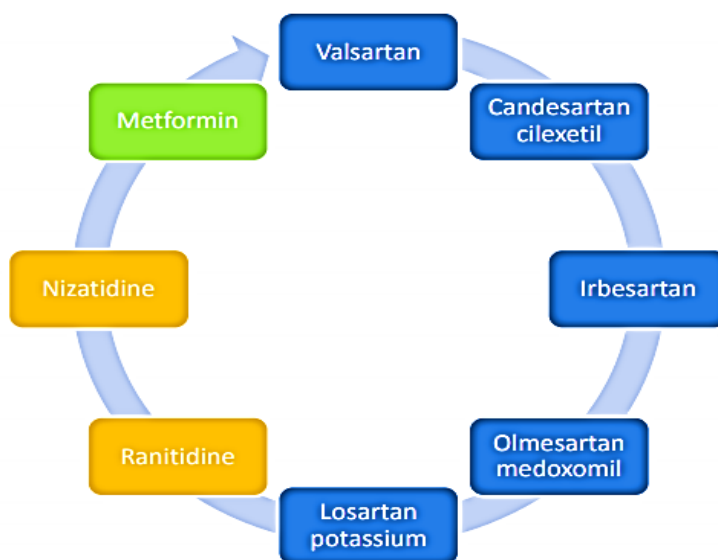 Valsartan
Candesartan
cilexetil
Irbesartan
Olmesartan
medoxomil
Losartan
potassium
Ranitidine
Nizatidine
Metformin